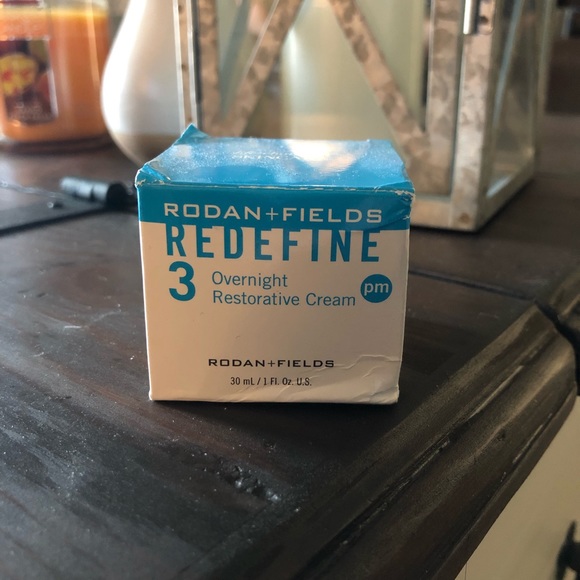 RODAN+FIELDS
REDEFINE
3 Overnight
Restorative Cream pm
RODAN+FIELDS
30 mL / 1 Fl. Oz. U.S.